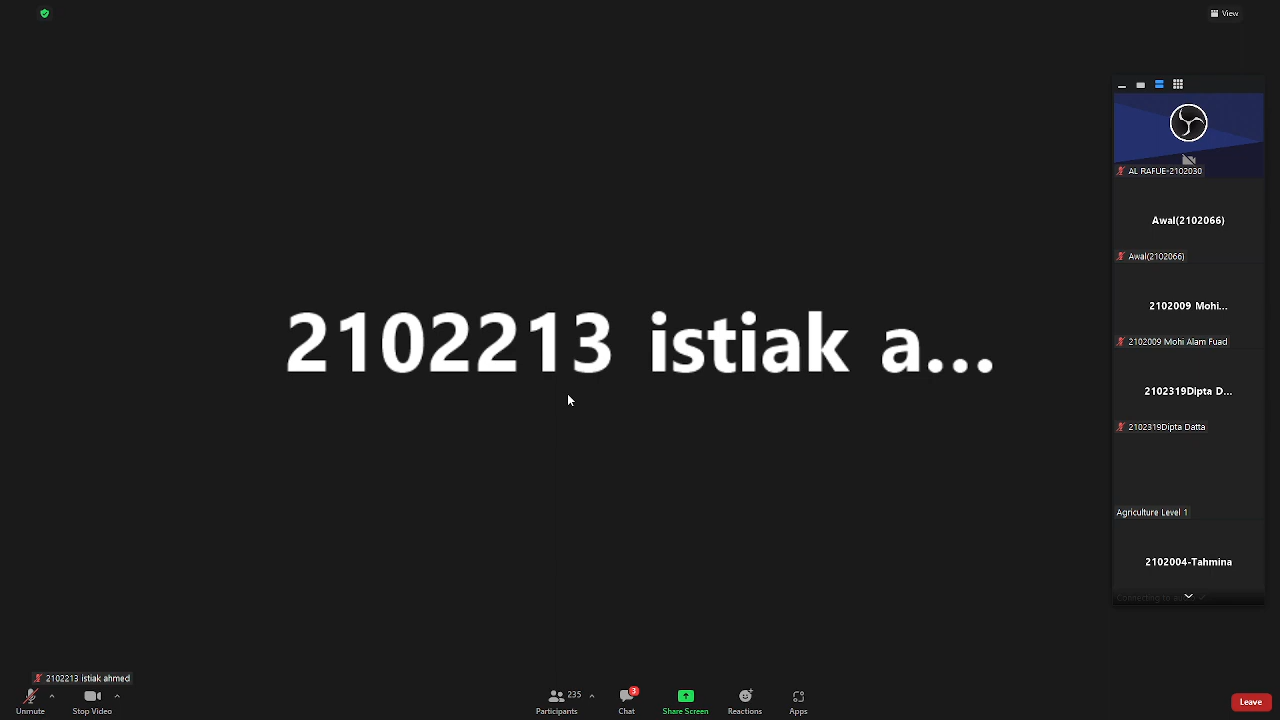 View
AL RAFUE-2102030
Awal(2102066)
Awal(2102066)
2102009 Mohi...
2102009 Mohi Alam Fuad
2102319Dipta D...
2102319Dipta Datta
Agriculture Level 1
2102004-Tahmina
Connecting to
2102213 istiak a...
2102213 istiak ahmed
Unmute
Stop Video
235
Participants
3
Chat
Share Screen
Reactions
Apps
Leave